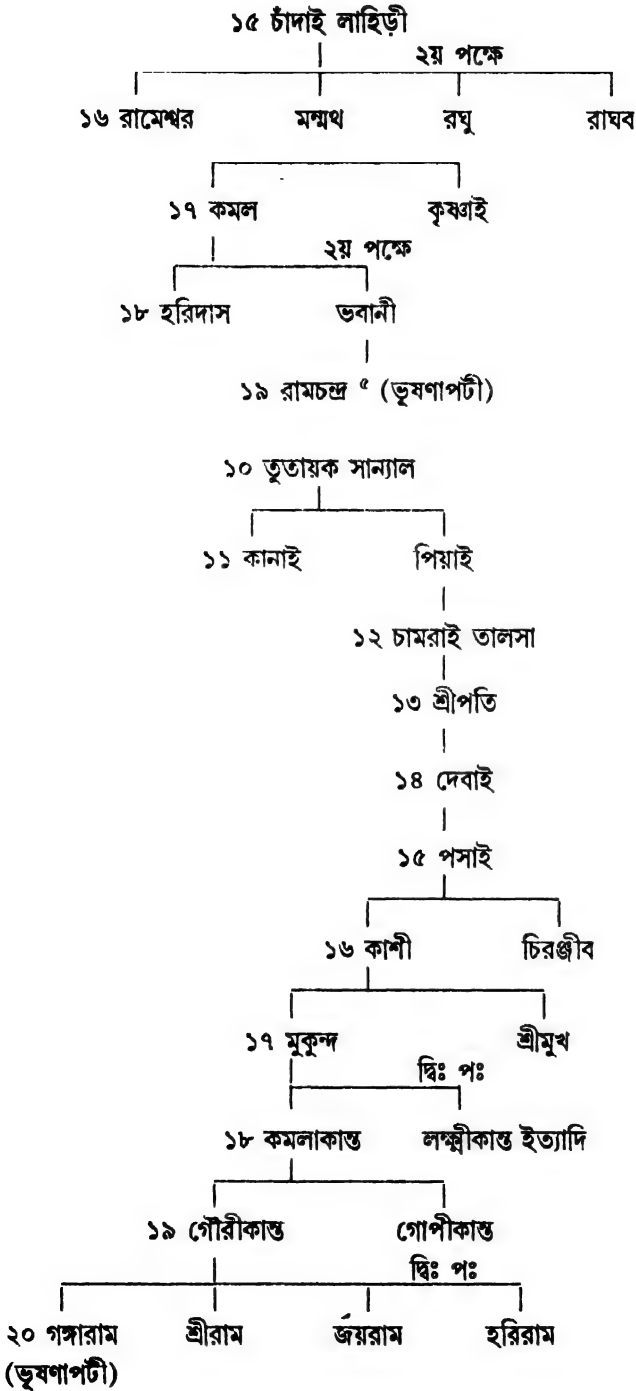 ১৫ চাঁদাই লাহিড়ী
২য় পক্ষে
১৬ রামেশ্বর মন্মথ রঘু রাঘব
১৭ কমল কৃষ্ণাই
২য় পক্ষে
১৮ হরিদাস ভবানী
১৯ রামচন্দ্র ৫ (ভূষণাপটী)
১০ তুতায়ক সান্যাল
১১ কানাই পিয়াই
১২ চামরাই তালসা
১৩ শ্রীপতি
১৪ দেবাই
১৫ পসাই
১৬ কাশী চিরঞ্জীব
১৭ মুকুন্দ শ্রীমুখ
দ্বিঃ পঃ
১৮ কমলাকান্ত লক্ষ্মীকান্ত ইত্যাদি
১৯ গৌরীকান্ত গোপীকান্ত
দ্বিঃ পঃ
২০ গঙ্গারাম শ্রীরাম জয়রাম হরিরাম
(ভূষণাপটী)